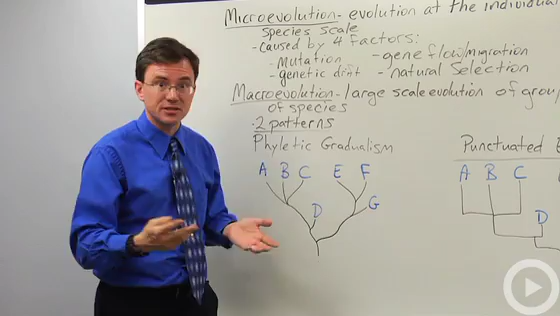 Microevolution - evolution at the individual
species scale
- caused by 4 factors:
- Mutation - gene flow/migration
- genetic drift - natural Selection
Macroevolution - large scale evolution of group
of species
· 2 patterns
Phyletic Gradualism Punctuated E
A B C E F A B C
D G D